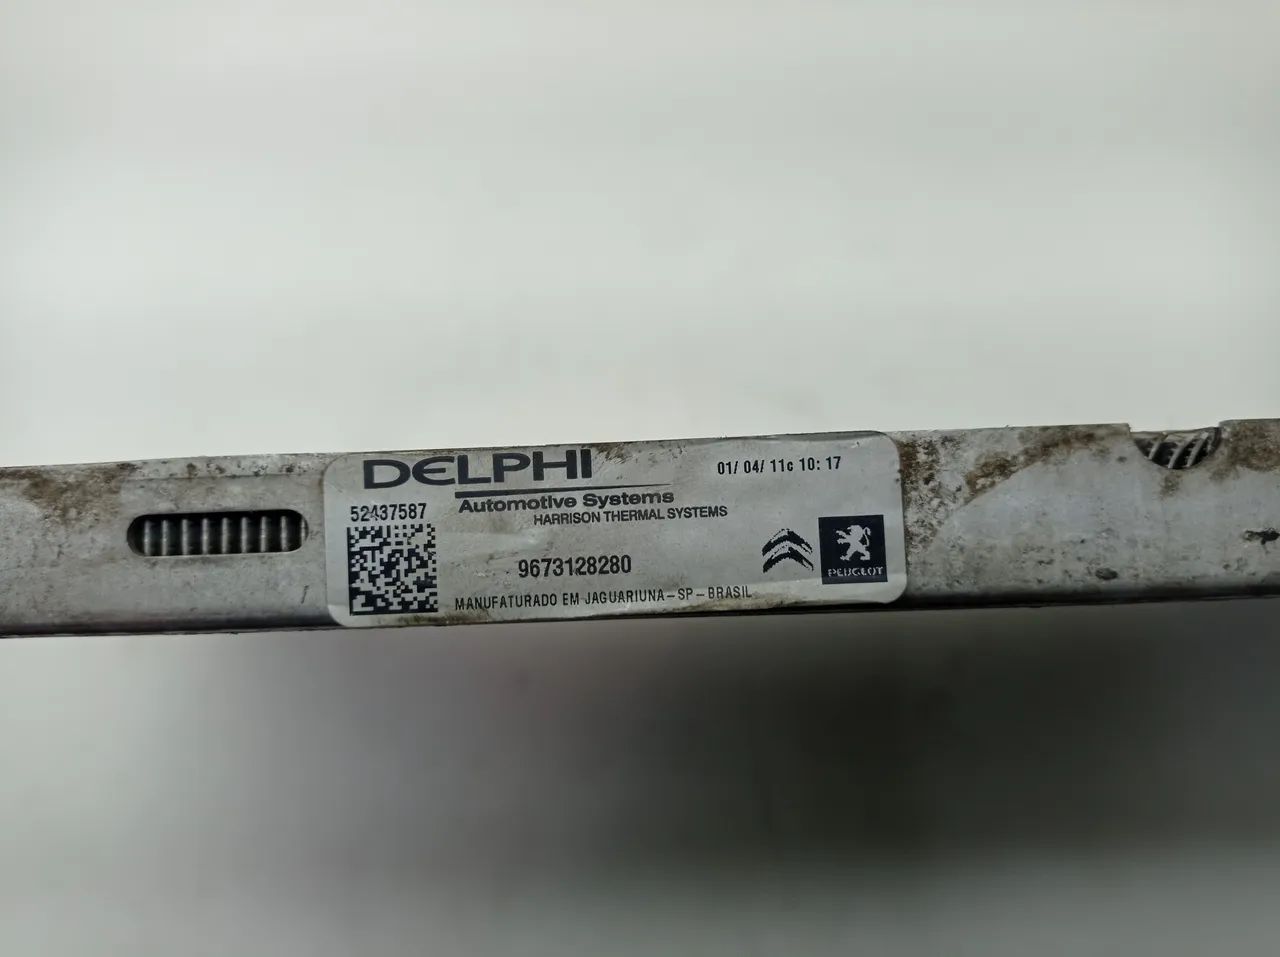 DELPHI
01/ 04/ 11c 10: 17
Automotive Systems
52437587
HARRISON THERMAL SYSTEMS
9673128280
PEUGEOT
MANUFATURADO EM JAGUARIUNA-SP-BRASIL